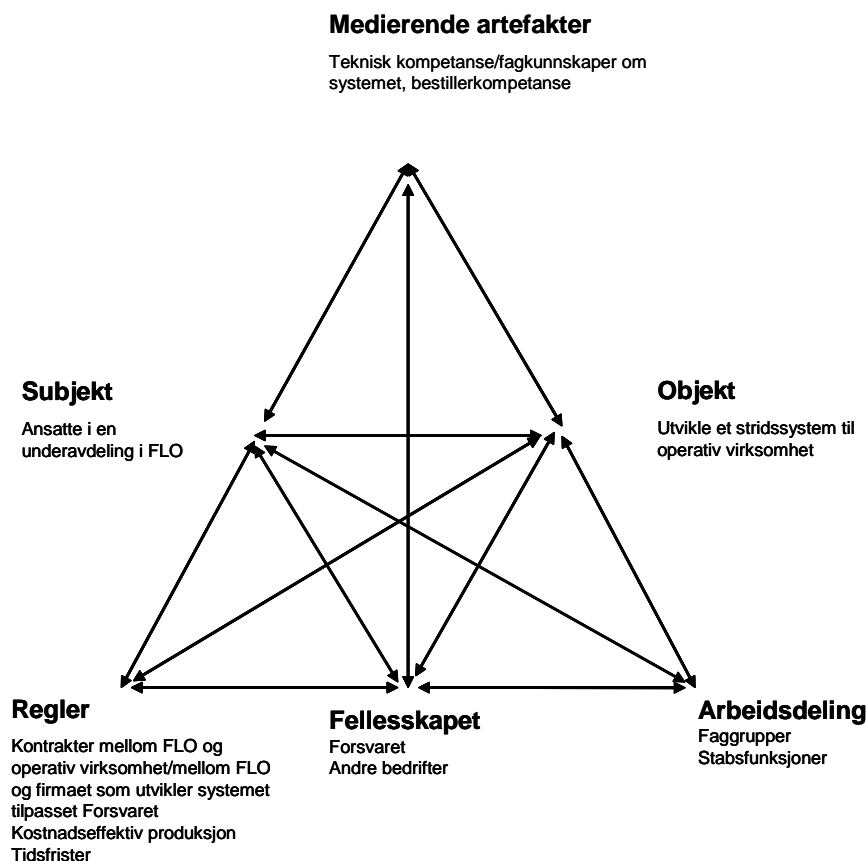 Medierende artefakter
Teknisk kompetanse/fagkunnskaper om
systemet, bestillerkompetanse
Subjekt
Ansatte i en
underavdeling i FLO
Objekt
Utvikle et stridssystem til
operativ virksomhet
Regler
Kontrakter mellom FLO og
operativ virksomhet/mellom FLO
og firmaet som utvikler systemet
tilpasset Forsvaret
Kostnadseffektiv produksjon
Tidsfrister
Fellesskapet
Forsvaret
Andre bedrifter
Arbeidsdeling
Faggrupper
Stabsfunksjoner